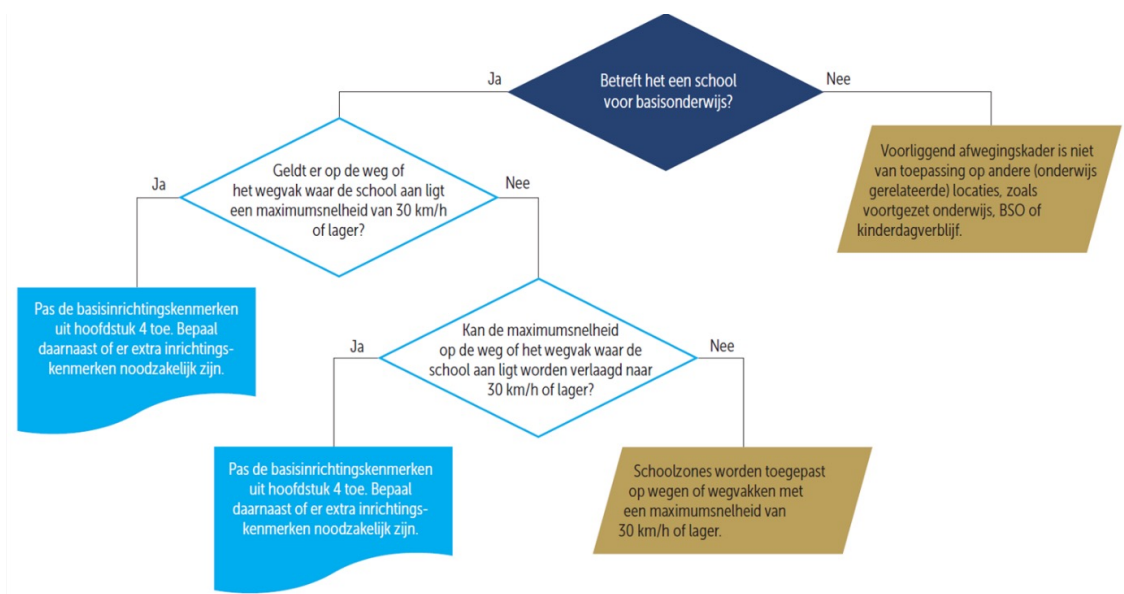 Ja
Betreft het een school
voor basisonderwijs?
Nee
Ja
Geldt er op de weg of
het wegvak waar de school aan ligt
een maximumsnelheid van 30 km/h
of lager?
Nee
Voorliggend afwegingskader is niet
van toepassing op andere (onderwijs
gerelateerde) locaties, zoals
voortgezet onderwijs, BSO of
kinderdagverblijf.
Pas de basisinrichtingskenmerken
uit hoofdstuk 4 toe. Bepaal
daarnaast of er extra inrichtings-
kenmerken noodzakelijk zijn.
Ja
Kan de maximumsnelheid
op de weg of het wegvak waar de
school aan ligt worden verlaagd naar
30 km/h of lager?
Nee
Pas de basisinrichtingskenmerken
uit hoofdstuk 4 toe. Bepaal
daarnaast of er extra inrichtings-
kenmerken noodzakelijk zijn.
Schoolzones worden toegepast
op wegen of wegvakken met
een maximumsnelheid van
30 km/h of lager.